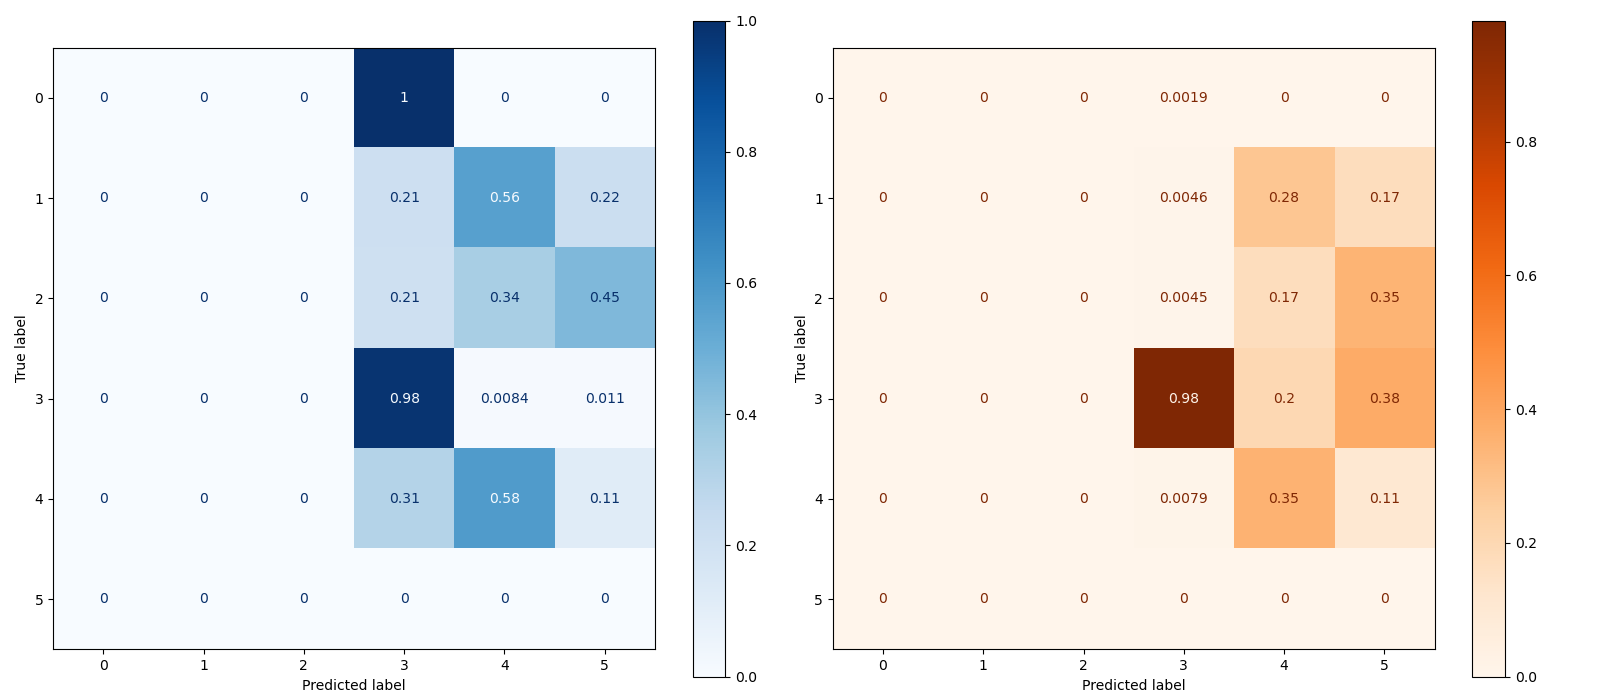 1.0
0 0 0 0 1 0 0 0 0 0 0 0.0019 0 0
0.8 0.8
1 0 0 0 0.21 0.56 0.22 1 0 0 0 0.0046 0.28 0.17
0.6 0.6
2 0 0 0 0.21 0.34 0.45 2 0 0 0 0.0045 0.17 0.35
True label True label
3 0 0 0 0.98 0.0084 0.011 3 0 0 0 0.98 0.2 0.38
0.4 0.4
4 0 0 0 0.31 0.58 0.11 4 0 0 0 0.0079 0.35 0.11
0.2 0.2
5 0 0 0 0 0 0 5 0 0 0 0 0 0
0 1 2 3 4 5 0.0 0 1 2 3 4 5 0.0
Predicted label Predicted label